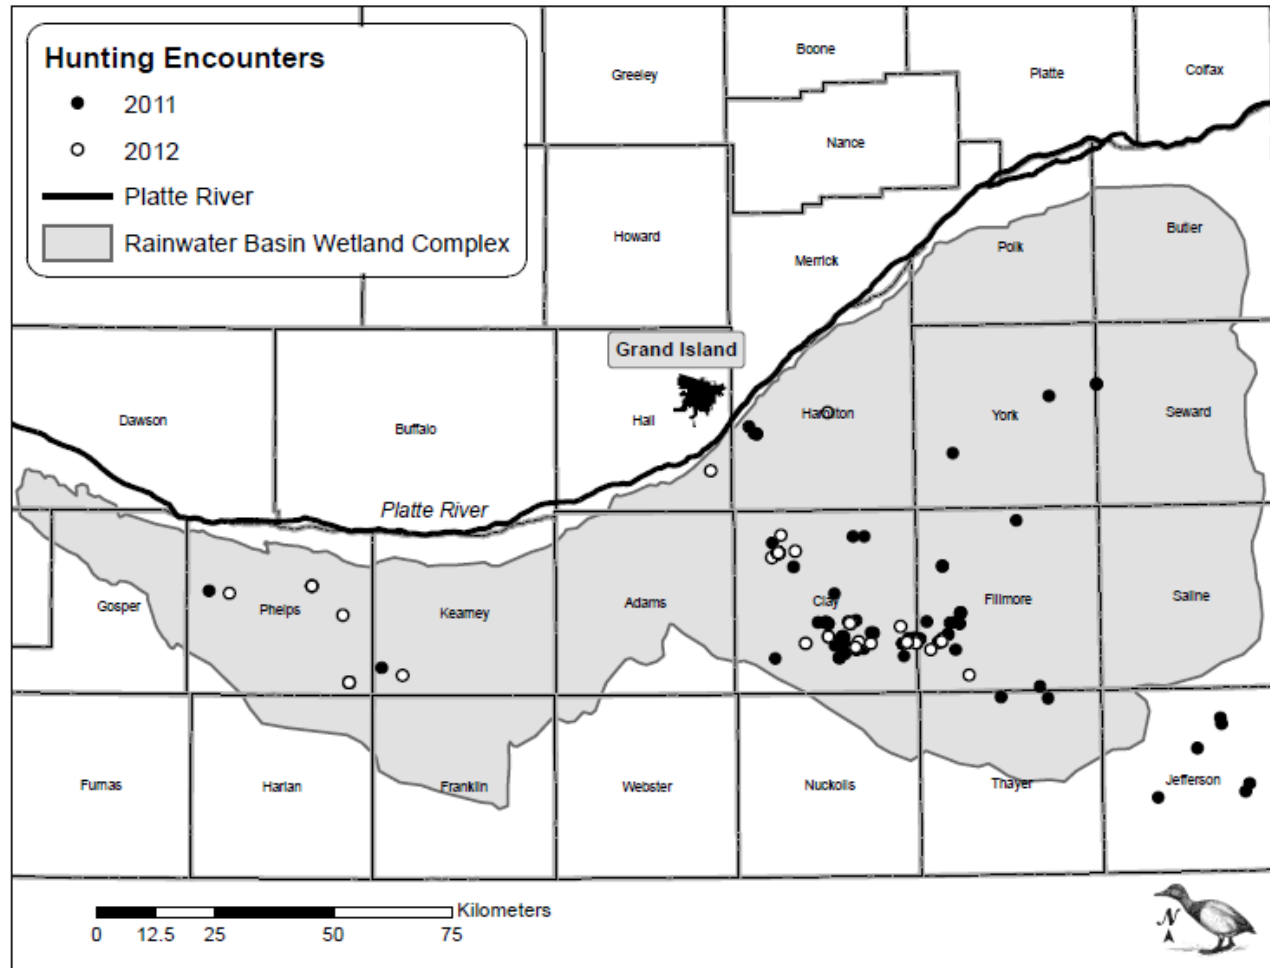 Hunting Encounters
2011
2012
Platte River
Rainwater Basin Wetland Complex
Greeley
Boone
Platte
Colfax
Nance
Howard
Merrick
Polk
Butler
Grand Island
Dawson
Buffalo
Hall
Hamilton
York
Seward
Platte River
Gosper
Phelps
Kearney
Adams
Clay
Fillmore
Saline
Furnas
Harlan
Franklin
Webster
Nuckolls
Thayer
Jefferson
Kilometers
0 12.5 25 50 75
N